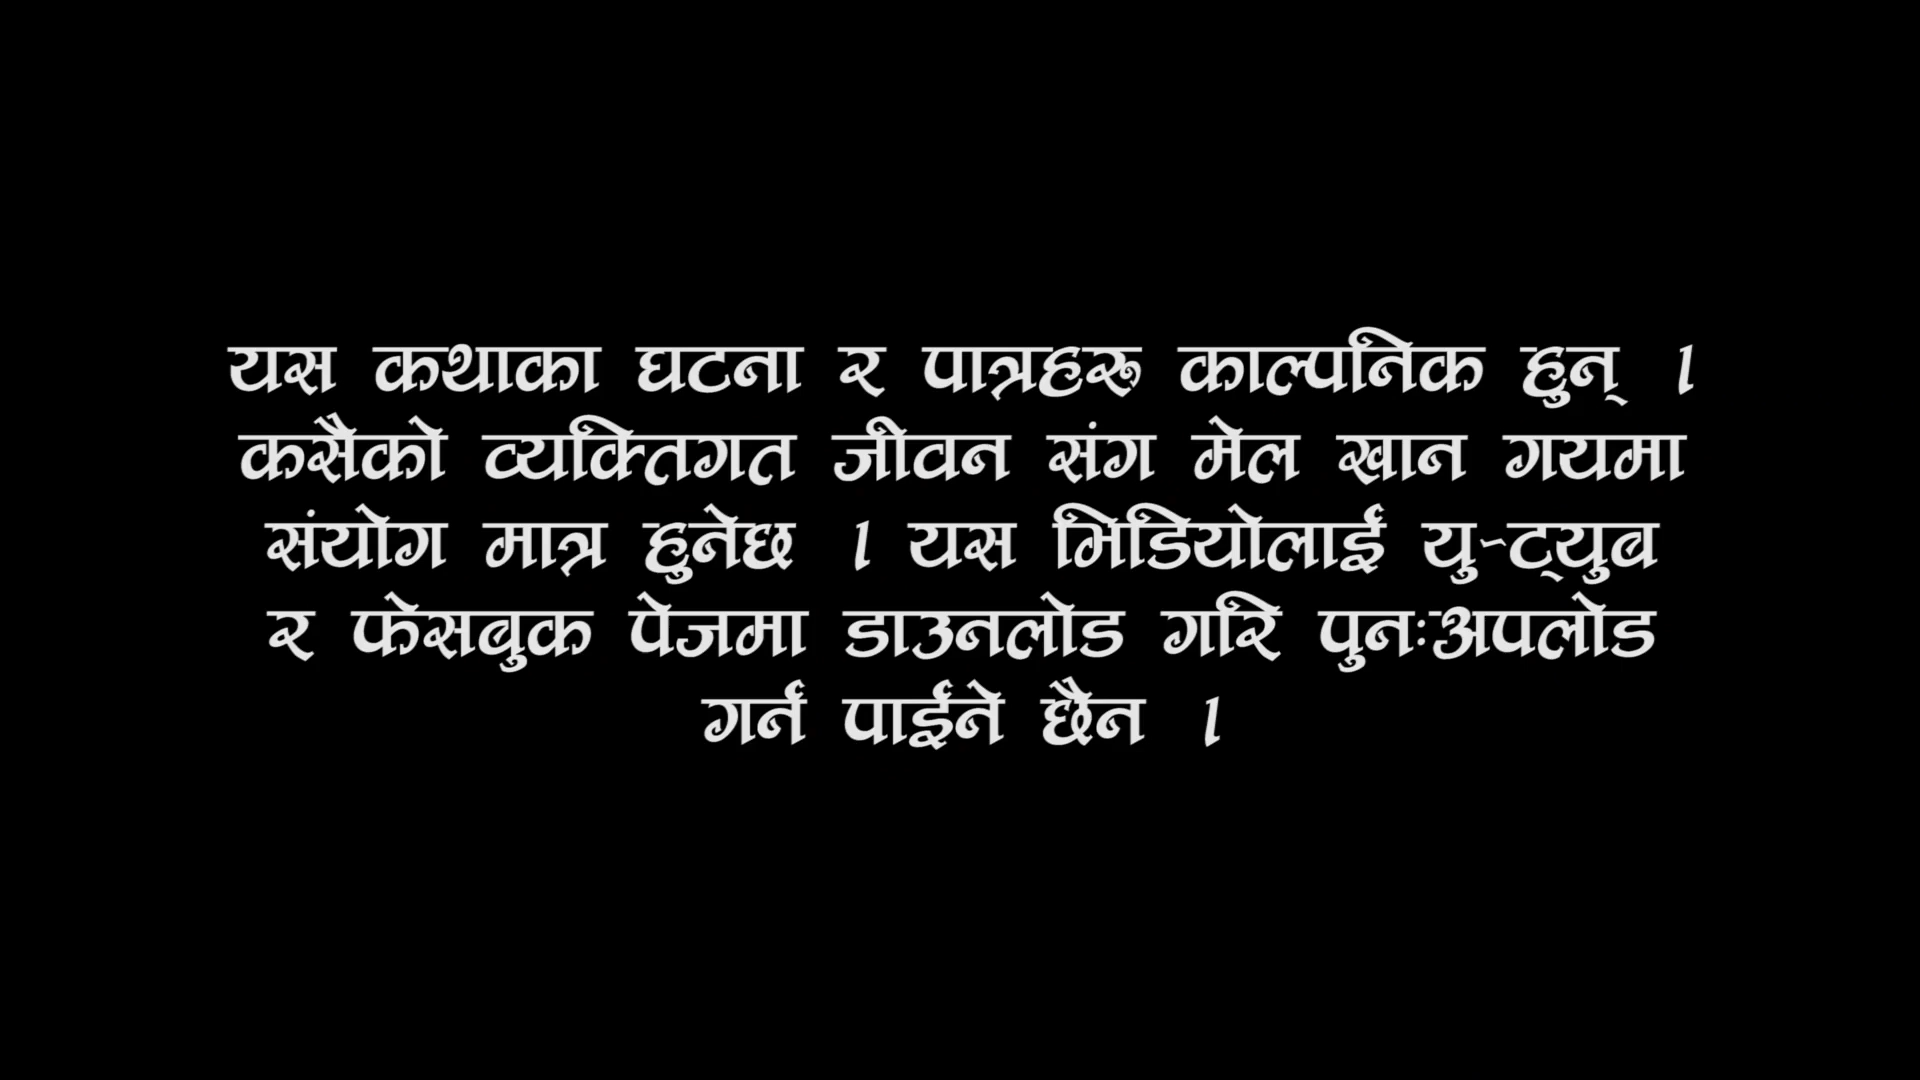 यस कथाका घटना र पात्रहरू काल्पनिक हुन् ।
कसैको व्यक्तिगत जीवन संग मेल खान गयमा
संयोग मात्र हुनेछ । यस भिडियोलाई यु-ट्युब
र फेसबुक पेजमा डाउनलोड गरि पुनःअपलोड
गर्न पाईने छैन ।